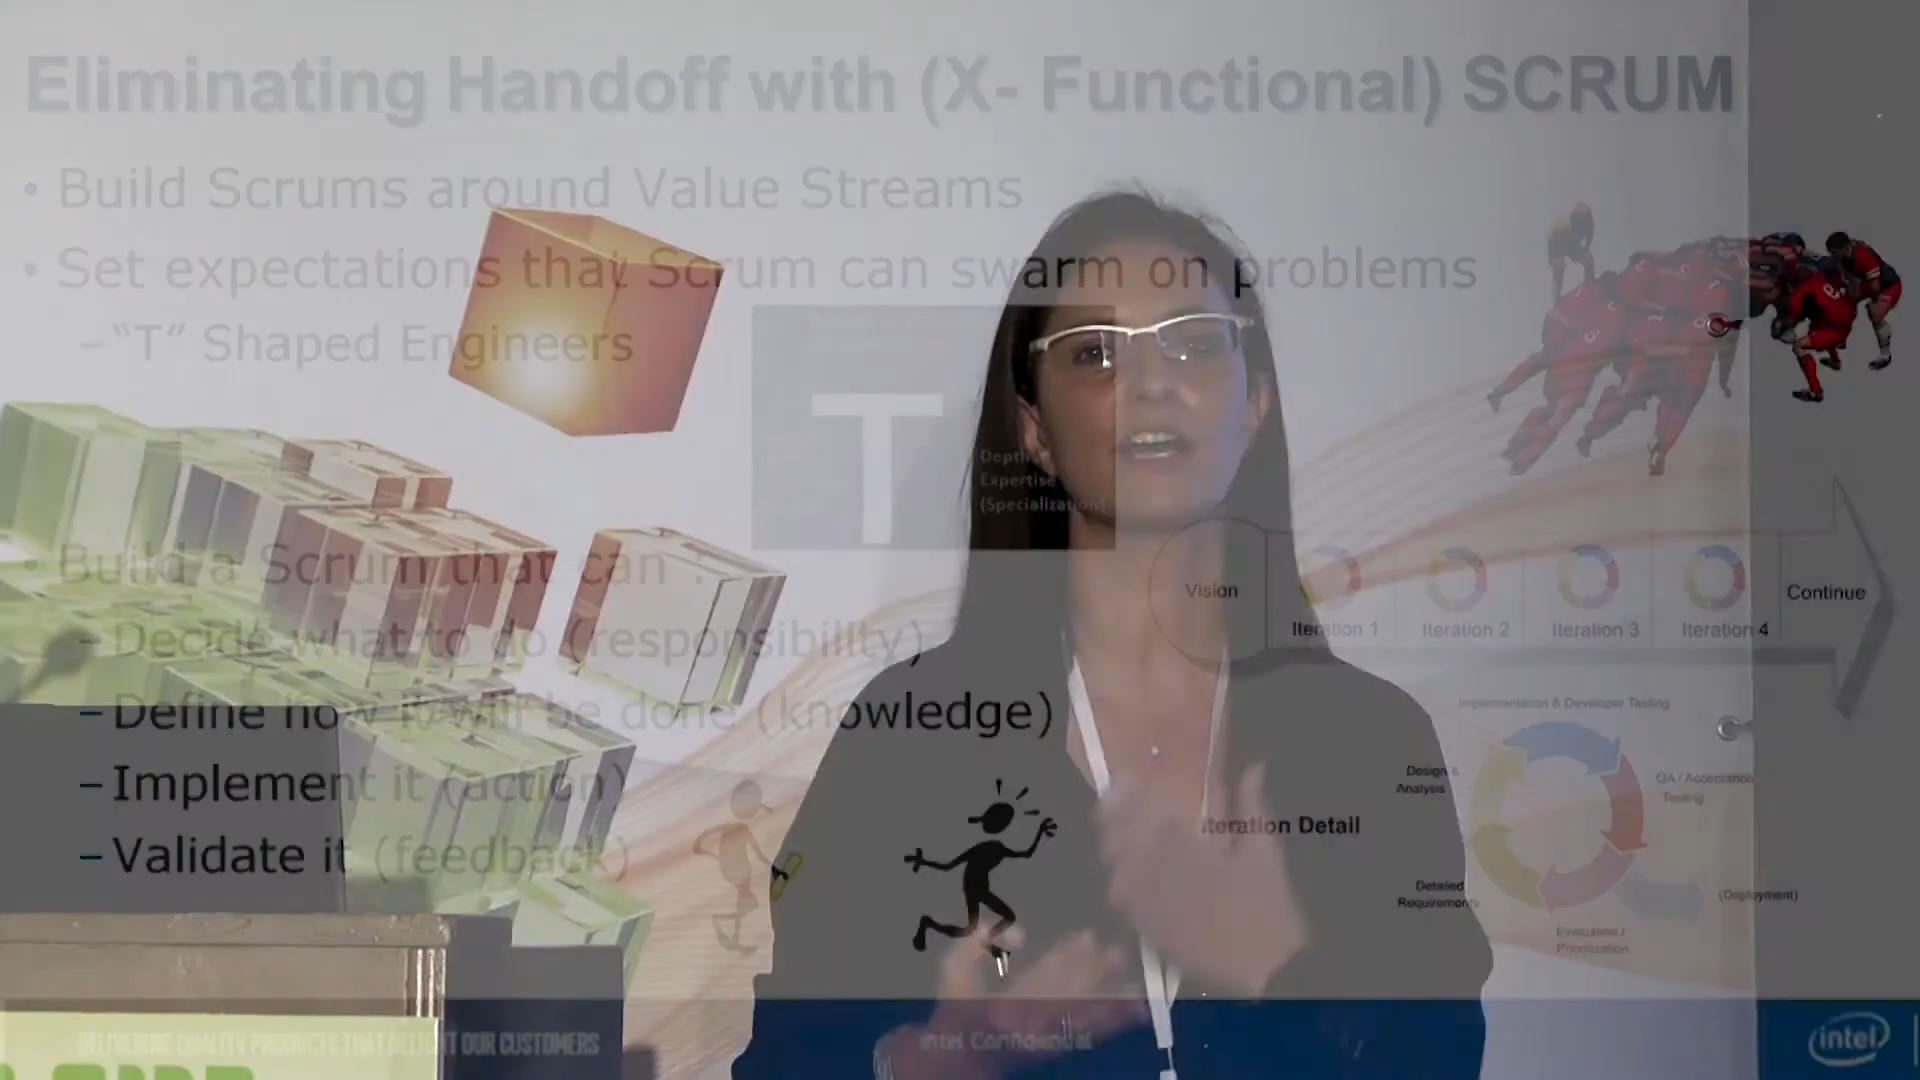 Eliminating Handoff with (X- Functional) SCRUM
• Build Scrums around Value Streams
• Set expectations that Scrum can swarm on problems
– “T” Shaped Engineers
T
Depth
Expertise
(Specialization)
• Build a Scrum that can
– Decide what to do (responsibility)
– Define how it will be done (knowledge)
– Implement it (action)
– Validate it (feedback)
Vision
Iteration 1
Iteration 2
Iteration 3
Iteration 4
Continue
Implementation & Developer Testing
Design &
Analysis
QA / Acceptance
Testing
Iteration Detail
Detailed
Requirements
(Deployment)
Evaluation /
Prioritization
DELIVERING QUALITY PRODUCTS THAT DELIGHT OUR CUSTOMERS
Intel Confidential
intel